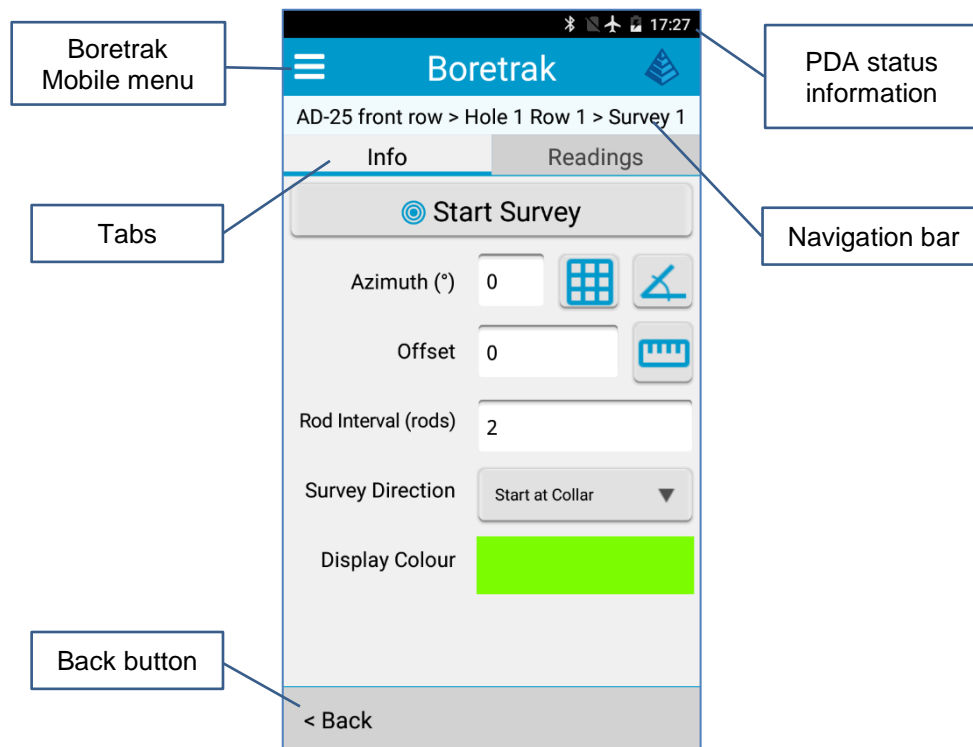 17:27
Boretrak
Mobile menu
Boretrak
PDA status
information
AD-25 front row > Hole 1 Row 1 > Survey 1
Info
Readings
Tabs
Start Survey
Navigation bar
Azimuth (°)
0
Offset
0
Rod Interval (rods)
2
Survey Direction
Start at Collar
Display Colour
Back button
< Back